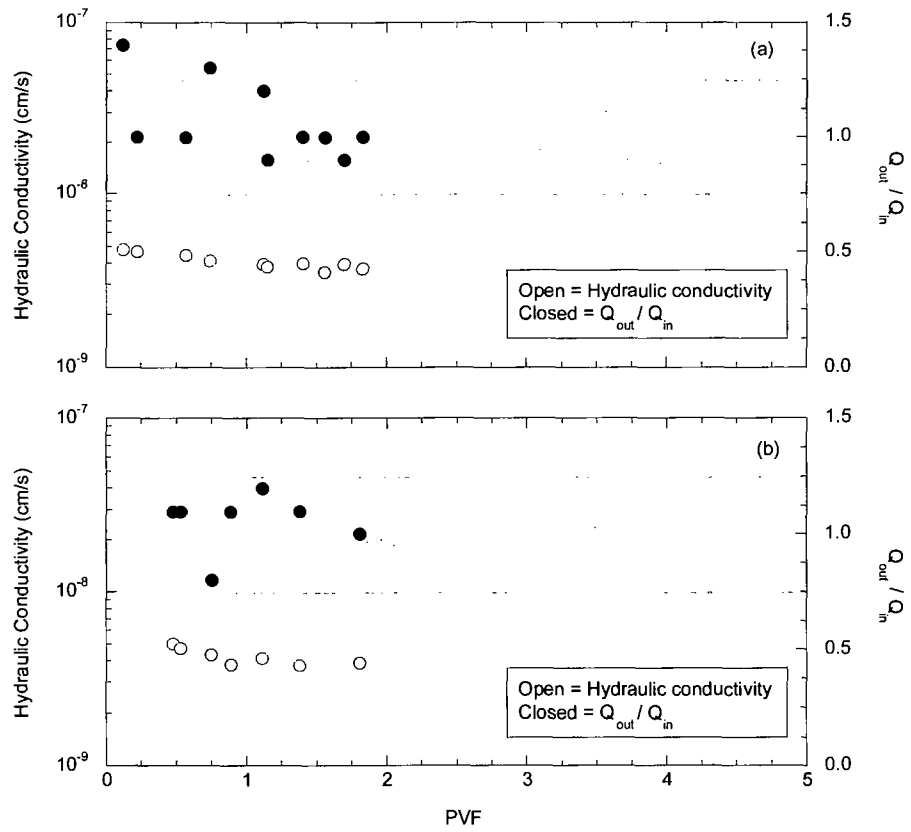 10^-7
10^-8
10^-9
Hydraulic Conductivity (cm/s)
(a)
1.5
1.0
0.5
0.0
Q_out / Q_in
Open = Hydraulic conductivity
Closed = Q_out / Q_in
10^-7
10^-8
10^-9
Hydraulic Conductivity (cm/s)
(b)
1.5
1.0
0.5
0.0
Q_out / Q_in
Open = Hydraulic conductivity
Closed = Q_out / Q_in
0 1 2 3 4 5
PVF